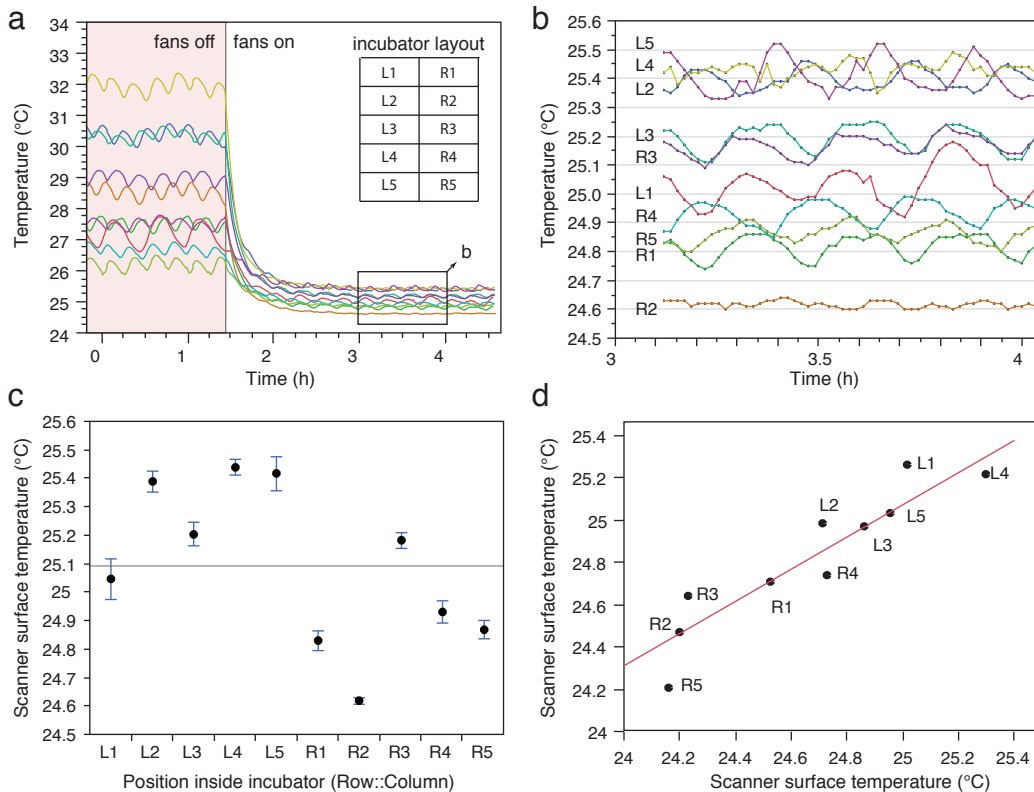 a
fans off fans on
incubator layout
L1 R1
L2 R2
L3 R3
L4 R4
L5 R5
b
34
33
32
31
30
29
28
27
26
25
24
Temperature (°C)
0 1 2 3 4
Time (h)
b
25.6
25.5
25.4
25.3
25.2
25.1
25.0
24.9
24.8
24.7
24.6
24.5
Temperature (°C)
L5
L4
L2
L3
R3
L1
R4
R5
R1
R2
3 3.5 4
Time (h)
c
25.6
25.5
25.4
25.3
25.2
25.1
25
24.9
24.8
24.7
24.6
24.5
Scanner surface temperature (°C)
L1 L2 L3 L4 L5 R1 R2 R3 R4 R5
Position inside incubator (Row::Column)
d
25.4
25.2
25
24.8
24.6
24.4
24.2
24
Scanner surface temperature (°C)
L1
L4
L2
L5
L3
R4
R3
R1
R2
R5
24 24.2 24.4 24.6 24.8 25 25.2 25.4
Scanner surface temperature (°C)